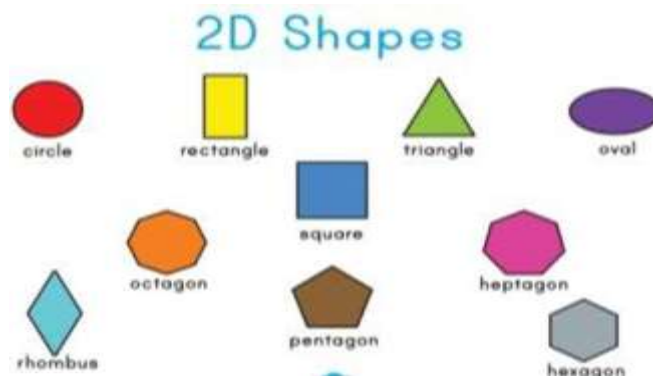 2D Shapes
circle
rectangle
triangle
oval
square
octagon
heptagon
pentagon
rhombus
hexagon